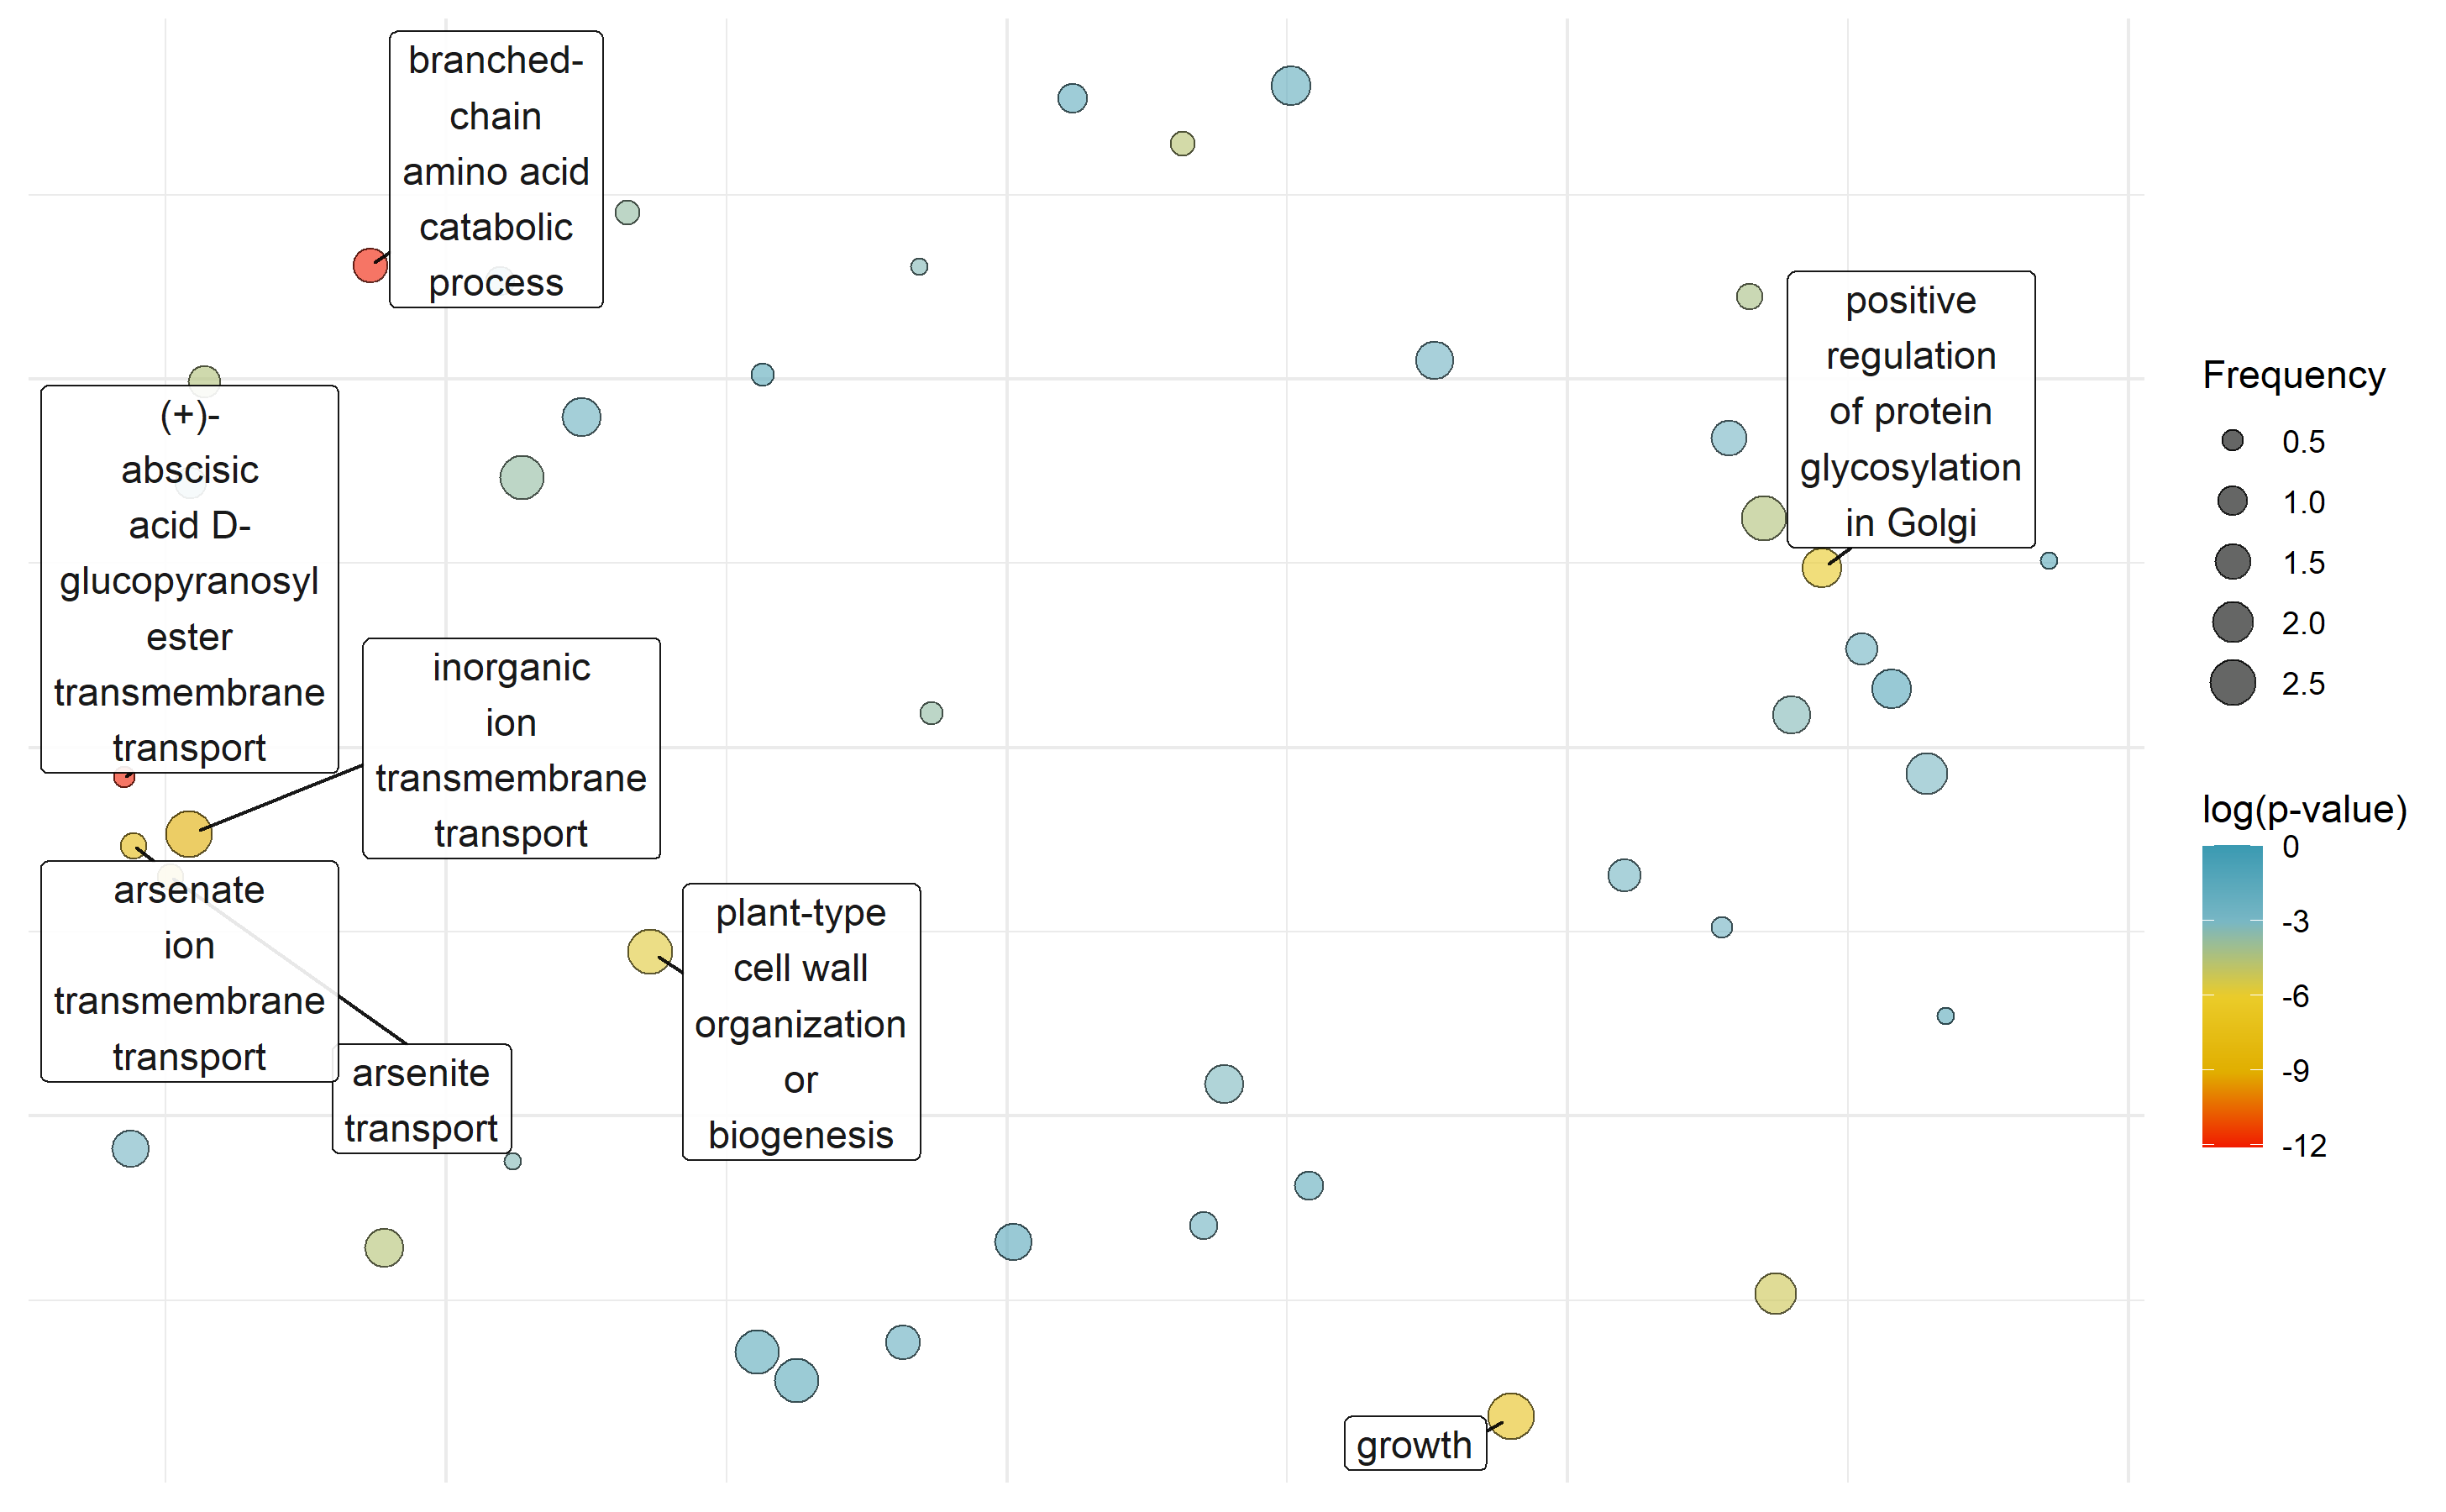 branched-
chain
amino acid
catabolic
process
positive
regulation
of protein
glycosylation
in Golgi
(+)-
abscisic
acid D-
glucopyranosyl
ester
transmembrane
transport
inorganic
ion
transmembrane
transport
arsenate
ion
transmembrane
transport
arsenite
transport
plant-type
cell wall
organization
or
biogenesis
growth
Frequency
0.5
1.0
1.5
2.0
2.5
log(p-value)
0
-3
-6
-9
-12